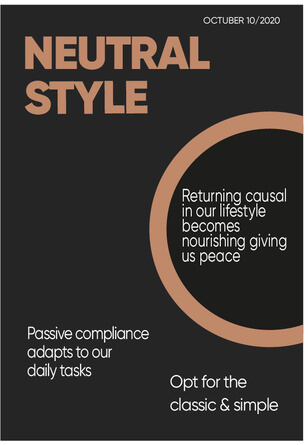 OCTUBER 10/2020
NEUTRAL
STYLE
Returning causal
in our lifestyle
becomes
nourishing giving
us peace
Passive compliance
adapts to our
daily tasks
Opt for the
classic & simple